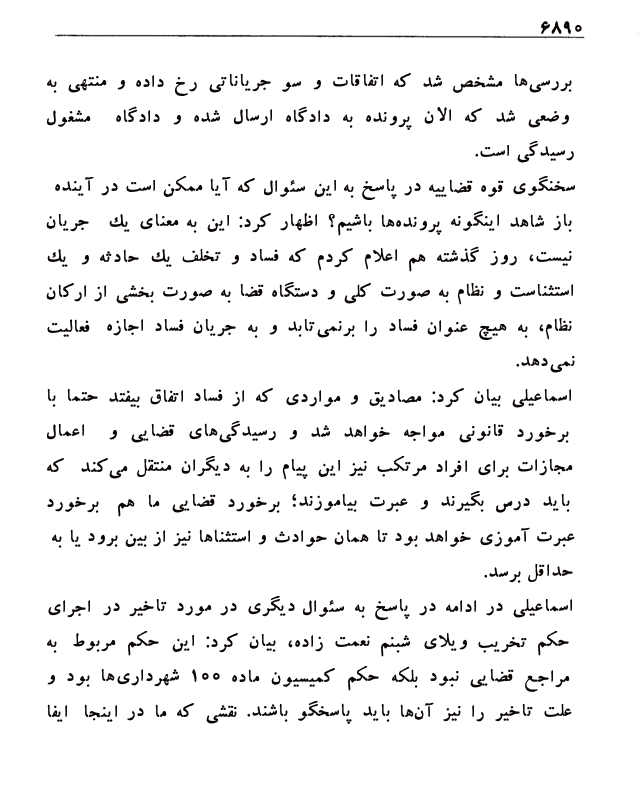 ۶۸۹۰
بررسی‌ها مشخص شد که اتفاقات و سو جریاناتی رخ داده و منتهی به
وضعی شد که الان پرونده به دادگاه ارسال شده و دادگاه مشغول
رسیدگی است.
سخنگوی قوه قضاییه در پاسخ به این سئوال که آیا ممکن است در آینده
باز شاهد اینگونه پرونده‌ها باشیم؟ اظهار کرد: این به معنای یك جریان
نیست، روز گذشته هم اعلام کردم که فساد و تخلف یك حادثه و یك
استثناست و نظام به صورت کلی و دستگاه قضا به صورت بخشی از ارکان
نظام، به هیچ عنوان فساد را برنمی‌تابد و به جریان فساد اجازه فعالیت
نمی‌دهد.
اسماعیلی بیان کرد: مصادیق و مواردی که از فساد اتفاق بیفتد حتما با
برخورد قانونی مواجه خواهد شد و رسیدگی‌های قضایی و اعمال
مجازات برای افراد مرتکب نیز این پیام را به دیگران منتقل می‌کند که
باید درس بگیرند و عبرت بیاموزند؛ برخورد قضایی ما هم برخورد
عبرت آموزی خواهد بود تا همان حوادث و استثناها نیز از بین برود یا به
حداقل برسد.
اسماعیلی در ادامه در پاسخ به سئوال دیگری در مورد تاخیر در اجرای
حکم تخریب ویلای شبنم نعمت زاده، بیان کرد: این حکم مربوط به
مراجع قضایی نبود بلکه حکم کمیسیون ماده ۱۰۰ شهرداری‌ها بود و
علت تاخیر را نیز آن‌ها باید پاسخگو باشند. نقشی که ما در اینجا ایفا